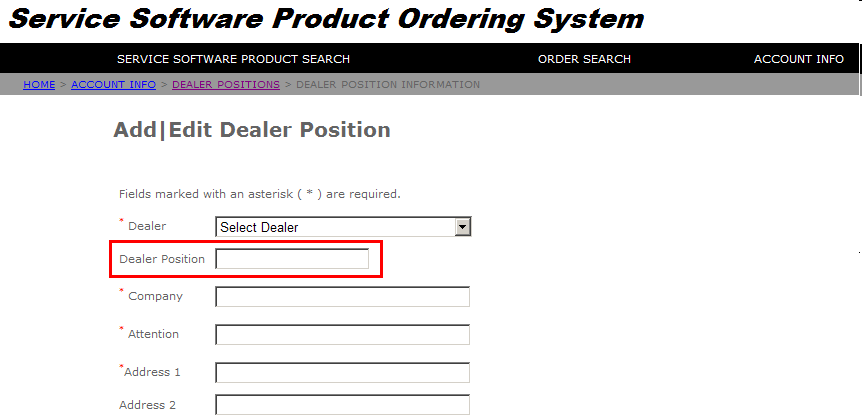 Service Software Product Ordering System
SERVICE SOFTWARE PRODUCT SEARCH ORDER SEARCH ACCOUNT INFO
HOME > ACCOUNT INFO > DEALER POSITIONS > DEALER POSITION INFORMATION
Add|Edit Dealer Position
Fields marked with an asterisk ( * ) are required.
* Dealer Select Dealer
Dealer Position
* Company
* Attention
*Address 1
Address 2